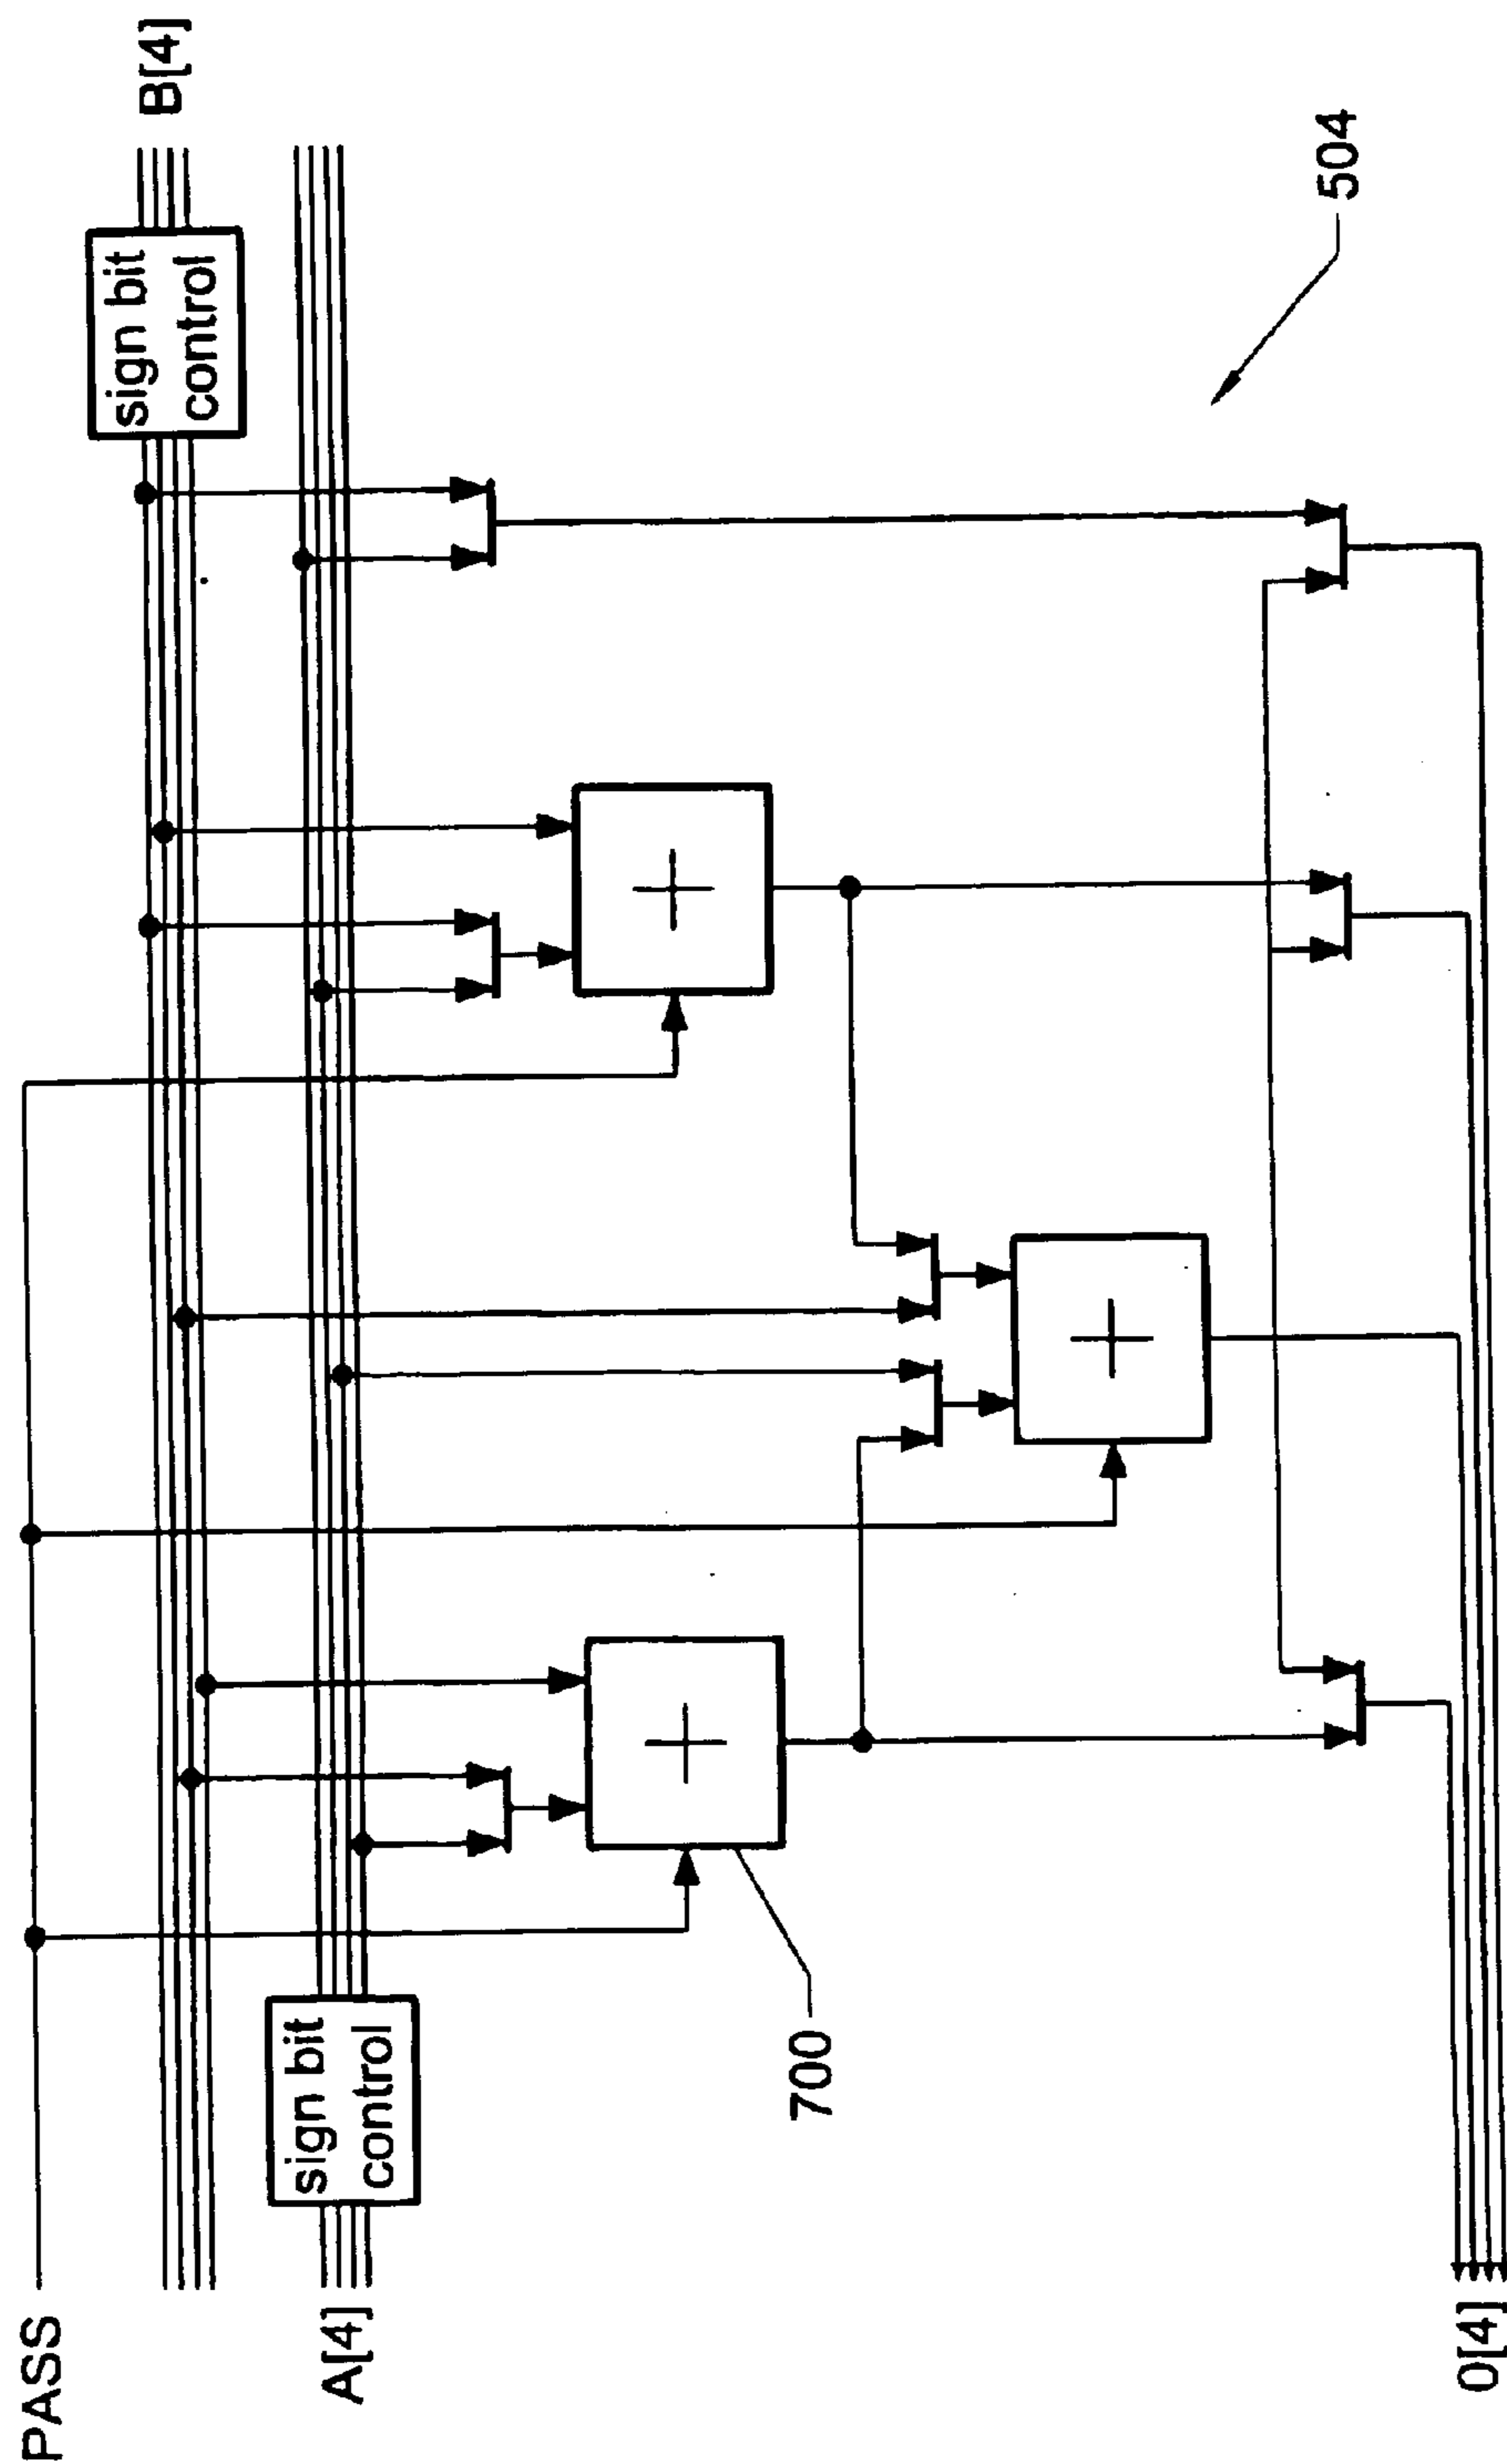 PASS
B[4]
sign bit
control
A[4]
sign bit
control
504
700
0[4]